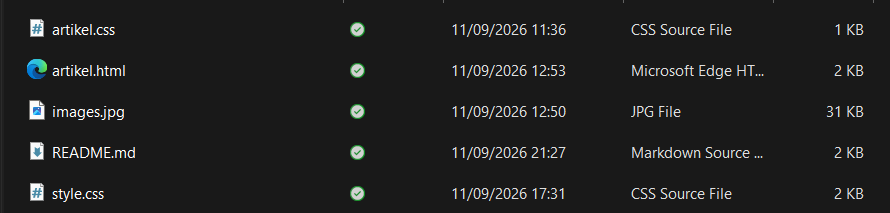 artikel.css 11/09/2026 11:36 CSS Source File 1 KB
artikel.html 11/09/2026 12:53 Microsoft Edge HT... 2 KB
images.jpg 11/09/2026 12:50 JPG File 31 KB
README.md 11/09/2026 21:27 Markdown Source ... 2 KB
style.css 11/09/2026 17:31 CSS Source File 2 KB